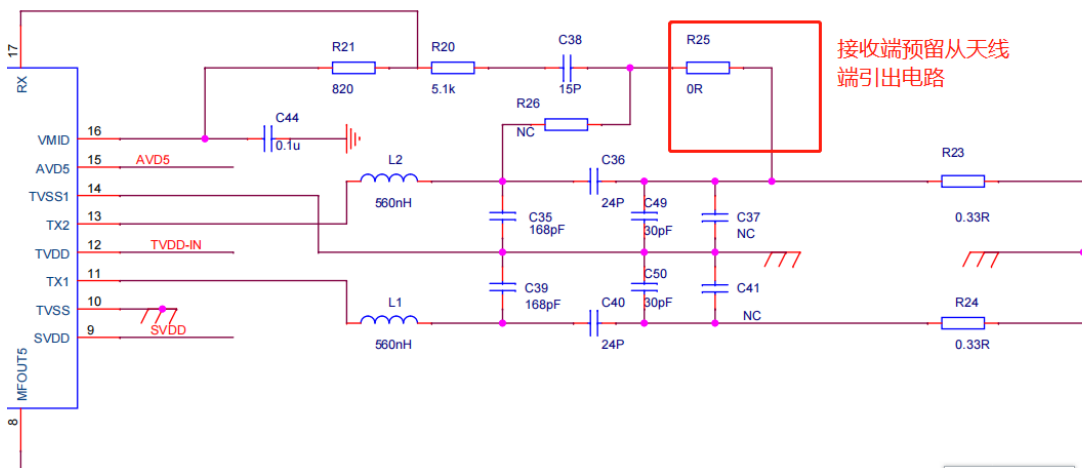 17
RX
R21
820
R20
5.1k
C38
15P
R25
0R
接收端预留从天线
端引出电路
R26
NC
VMID
16
C44
0.1u
AVD5
15
AVD5
TVSS1
14
TX2
13
L2
560nH
C36
24P
R23
0.33R
C35
168pF
C49
30pF
C37
NC
TVDD
12
TVDD-IN
TX1
11
L1
560nH
C39
168pF
C40
24P
C50
30pF
C41
NC
R24
0.33R
TVSS
10
SVDD
9
SVDD
MFOUT5
8